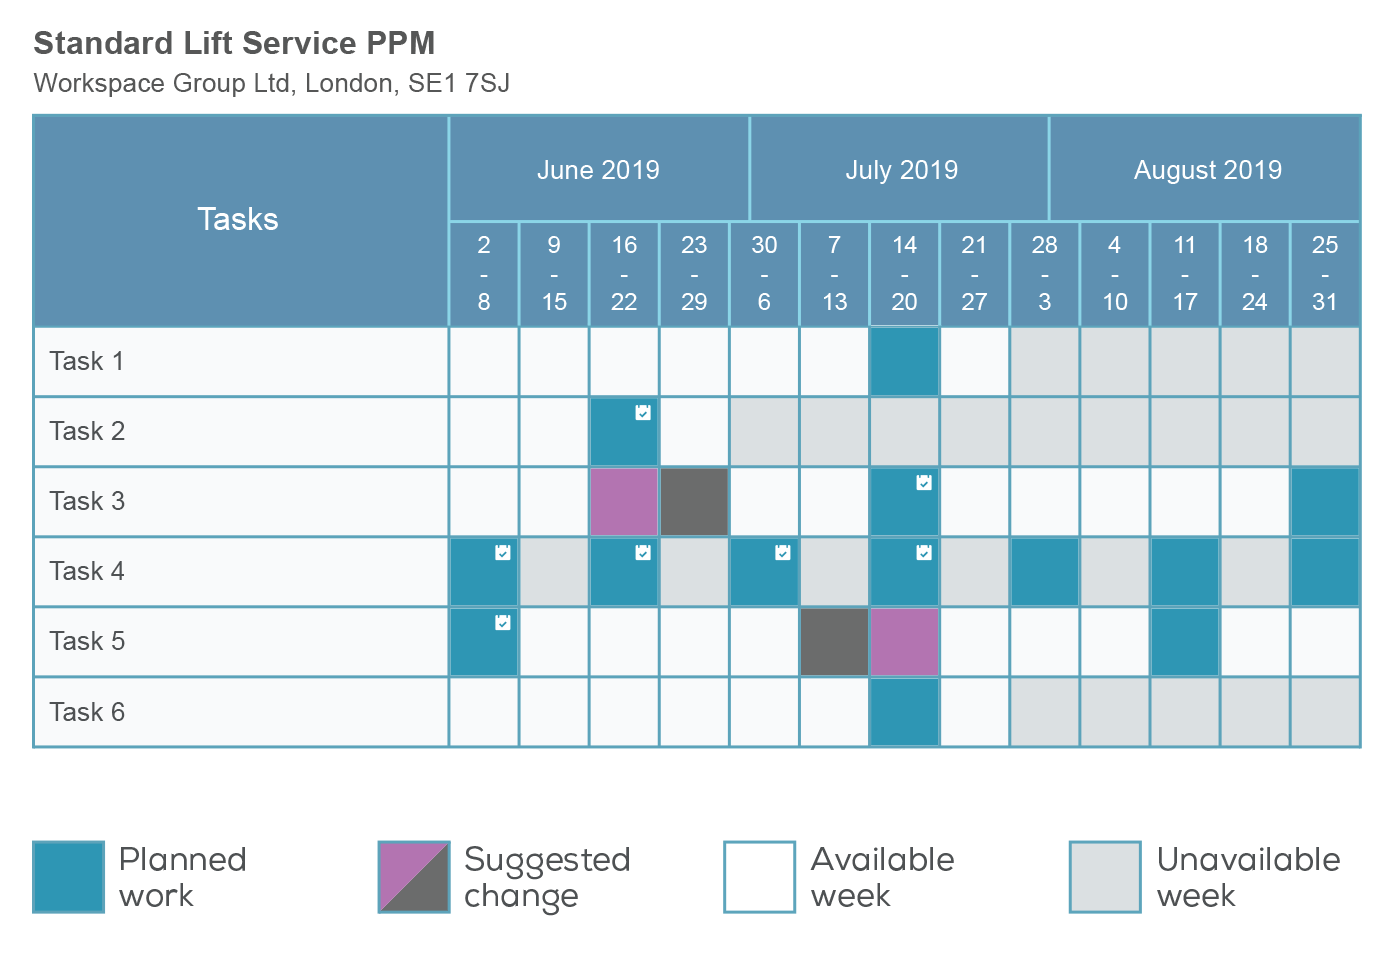 Standard Lift Service PPM
Workspace Group Ltd, London, SE1 7SJ
Tasks
June 2019
July 2019
August 2019
2 - 8
9 - 15
16 - 22
23 - 29
30 - 6
7 - 13
14 - 20
21 - 27
28 - 3
4 - 10
11 - 17
18 - 24
25 - 31
Task 1
Task 2
Task 3
Task 4
Task 5
Task 6
Planned
work
Suggested
change
Available
week
Unavailable
week